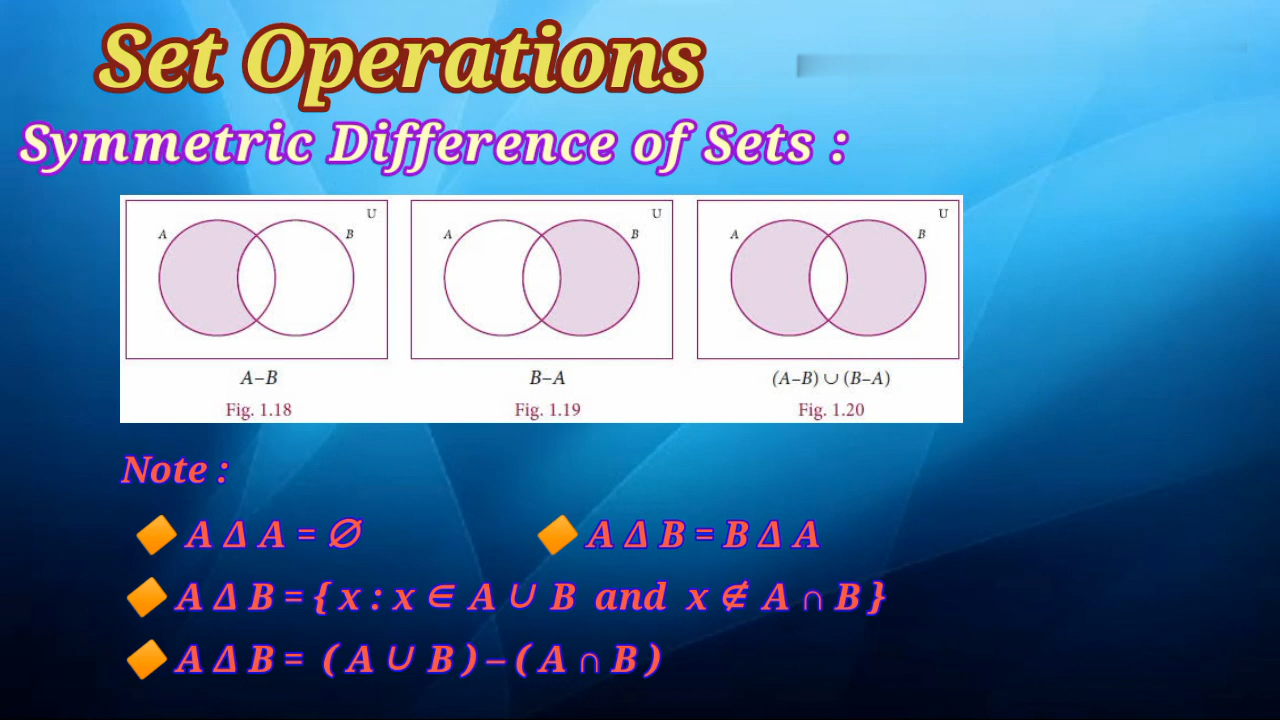 Set Operations
Symmetric Difference of Sets :
U U U
A B A B A B
A–B B–A (A–B) ∪ (B–A)
Fig. 1.18 Fig. 1.19 Fig. 1.20
Note :
🔶 A Δ A = ∅ 🔶 A Δ B = B Δ A
🔶 A Δ B = { x : x ∈ A ∪ B and x ∉ A ∩ B }
🔶 A Δ B = ( A ∪ B ) – ( A ∩ B )